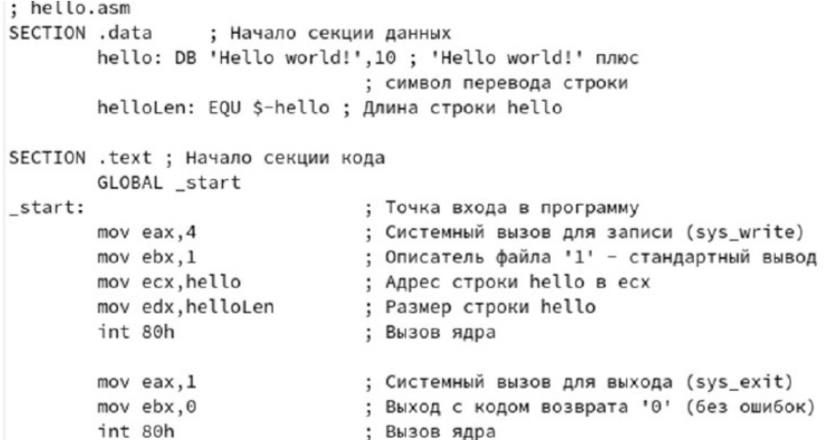 ; hello.asm
SECTION .data     ; Начало секции данных
        hello: DB 'Hello world!',10 ; 'Hello world!' плюс
                              ; символ перевода строки
        helloLen: EQU $-hello ; Длина строки hello

SECTION .text ; Начало секции кода
        GLOBAL _start
_start:                       ; Точка входа в программу
        mov eax,4             ; Системный вызов для записи (sys_write)
        mov ebx,1             ; Описатель файла '1' - стандартный вывод
        mov ecx,hello         ; Адрес строки hello в ecx
        mov edx,helloLen      ; Размер строки hello
        int 80h               ; Вызов ядра

        mov eax,1             ; Системный вызов для выхода (sys_exit)
        mov ebx,0             ; Выход с кодом возврата '0' (без ошибок)
        int 80h               ; Вызов ядра